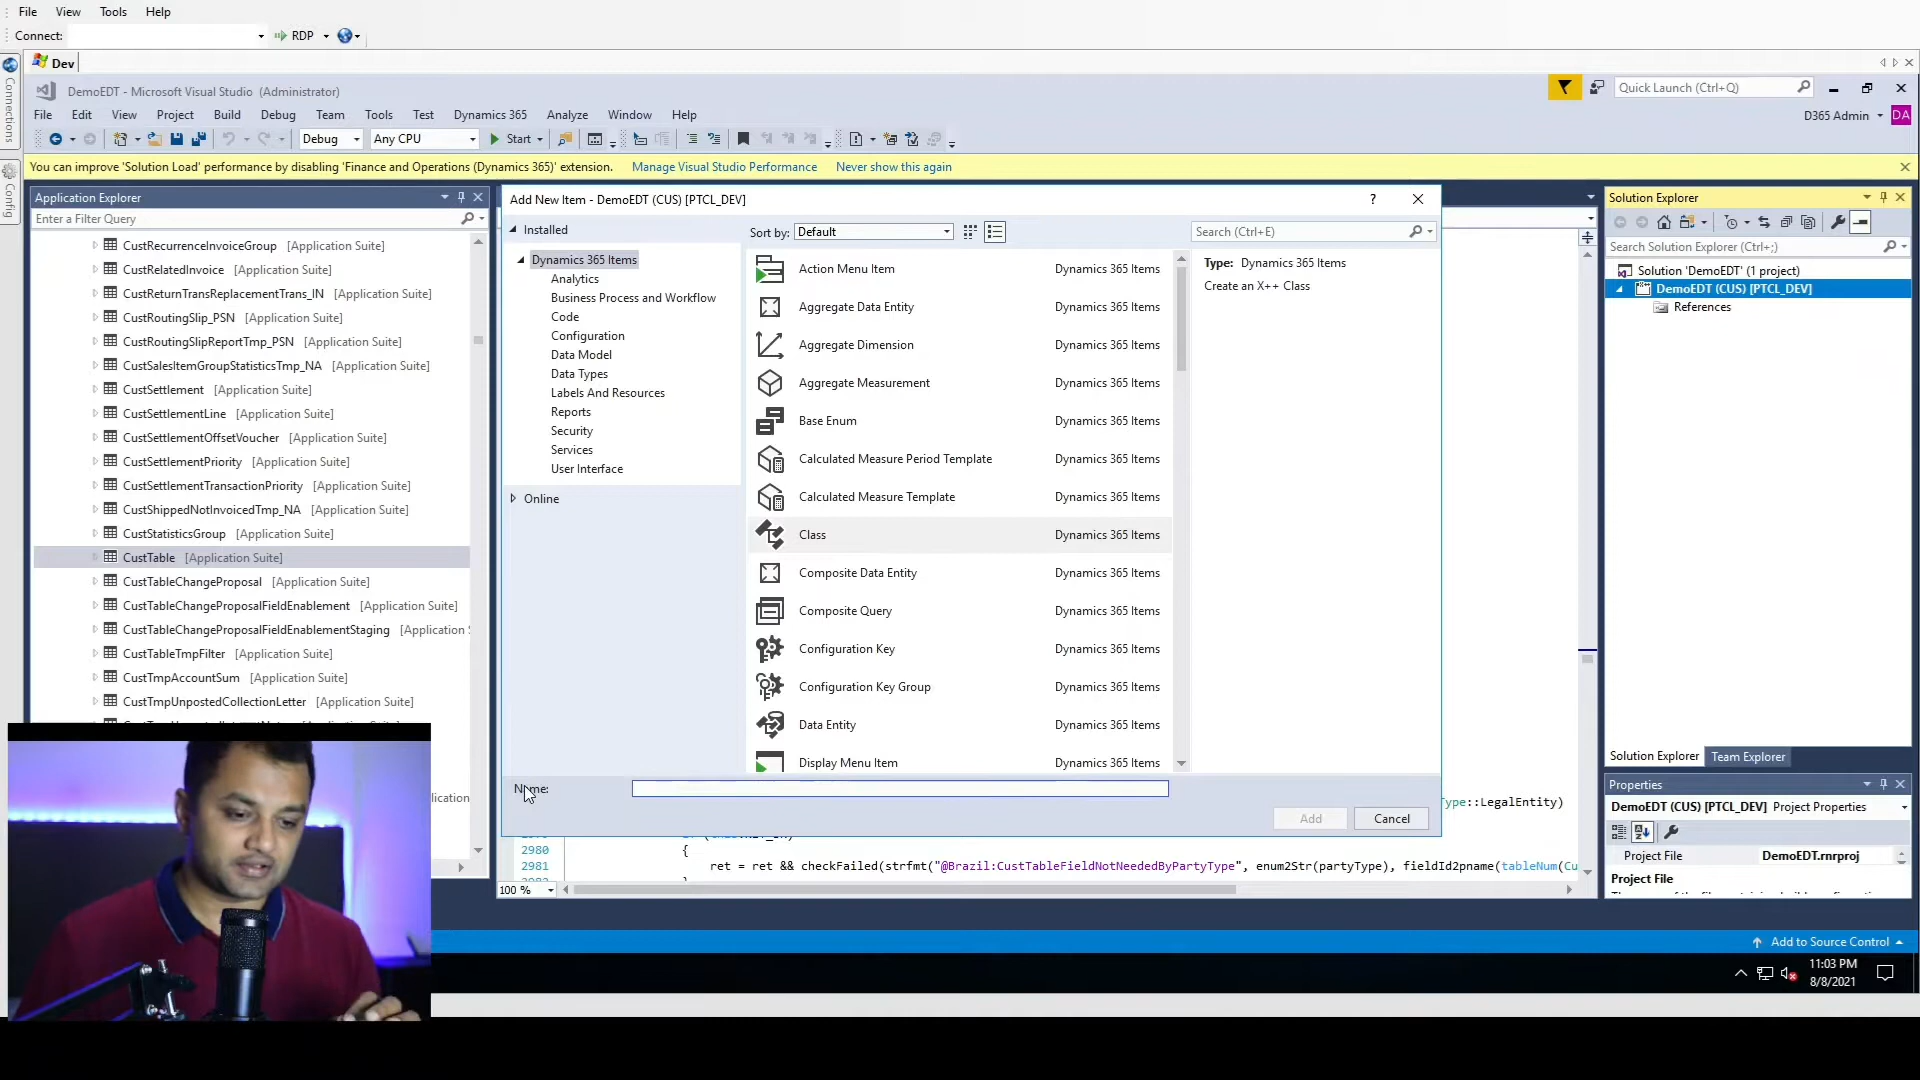 File View Tools Help
Connect: RDP
Dev
Connections
Config
DemoEDT - Microsoft Visual Studio (Administrator)
Quick Launch (Ctrl+Q)
File Edit View Project Build Debug Team Tools Test Dynamics 365 Analyze Window Help
D365 Admin DA
Debug Any CPU Start
You can improve 'Solution Load' performance by disabling 'Finance and Operations (Dynamics 365)' extension. Manage Visual Studio Performance Never show this again
Application Explorer
Enter a Filter Query
CustRecurrenceInvoiceGroup [Application Suite]
CustRelatedInvoice [Application Suite]
CustReturnTransReplacementTrans_IN [Application Suite]
CustRoutingSlip_PSN [Application Suite]
CustRoutingSlipReportTmp_PSN [Application Suite]
CustSalesItemGroupStatisticsTmp_NA [Application Suite]
CustSettlement [Application Suite]
CustSettlementLine [Application Suite]
CustSettlementOffsetVoucher [Application Suite]
CustSettlementPriority [Application Suite]
CustSettlementTransactionPriority [Application Suite]
CustShippedNotInvoicedTmp_NA [Application Suite]
CustStatisticsGroup [Application Suite]
CustTable [Application Suite]
CustTableChangeProposal [Application Suite]
CustTableChangeProposalFieldEnablement [Application Suite]
CustTableChangeProposalFieldEnablementStaging [Application
CustTableTmpFilter [Application Suite]
CustTmpAccountSum [Application Suite]
CustTmpUnpostedCollectionLetter [Application Suite]
Add New Item - DemoEDT (CUS) [PTCL_DEV]
Installed
Sort by: Default
Search (Ctrl+E)
Dynamics 365 Items
Analytics
Business Process and Workflow
Code
Configuration
Data Model
Data Types
Labels And Resources
Reports
Security
Services
User Interface
Online
Action Menu Item Dynamics 365 Items
Aggregate Data Entity Dynamics 365 Items
Aggregate Dimension Dynamics 365 Items
Aggregate Measurement Dynamics 365 Items
Base Enum Dynamics 365 Items
Calculated Measure Period Template Dynamics 365 Items
Calculated Measure Template Dynamics 365 Items
Class Dynamics 365 Items
Composite Data Entity Dynamics 365 Items
Composite Query Dynamics 365 Items
Configuration Key Dynamics 365 Items
Configuration Key Group Dynamics 365 Items
Data Entity Dynamics 365 Items
Display Menu Item Dynamics 365 Items
Type: Dynamics 365 Items
Create an X++ Class
Name:
Add Cancel
Type::LegalEntity)
2980 {
2981 ret = ret && checkFailed(strfmt("@Brazil:CustTableFieldNotNeededByPartyType", enum2Str(partyType), fieldId2pname(tableNum(Cu
100 %
Solution Explorer
Search Solution Explorer (Ctrl+;)
Solution 'DemoEDT' (1 project)
DemoEDT (CUS) [PTCL_DEV]
References
Solution Explorer Team Explorer
Properties
DemoEDT (CUS) [PTCL_DEV] Project Properties
Project File DemoEDT.rnrproj
Project File
Add to Source Control
11:03 PM
8/8/2021